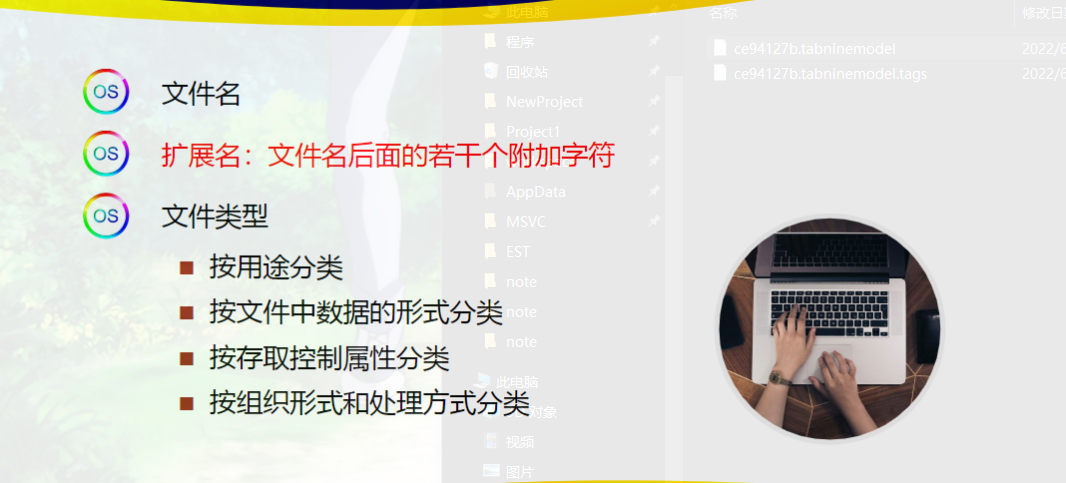 OS 文件名
OS 扩展名：文件名后面的若干个附加字符
OS 文件类型
按用途分类
按文件中数据的形式分类
按存取控制属性分类
按组织形式和处理方式分类
此电脑
程序
回收站
NewProject
Project1
AppData
MSVC
EST
note
note
note
此电脑
对象
视频
图片
名称
修改日
ce94127b.tabninemodel
2022/6
ce94127b.tabninemodel.tags
2022/6